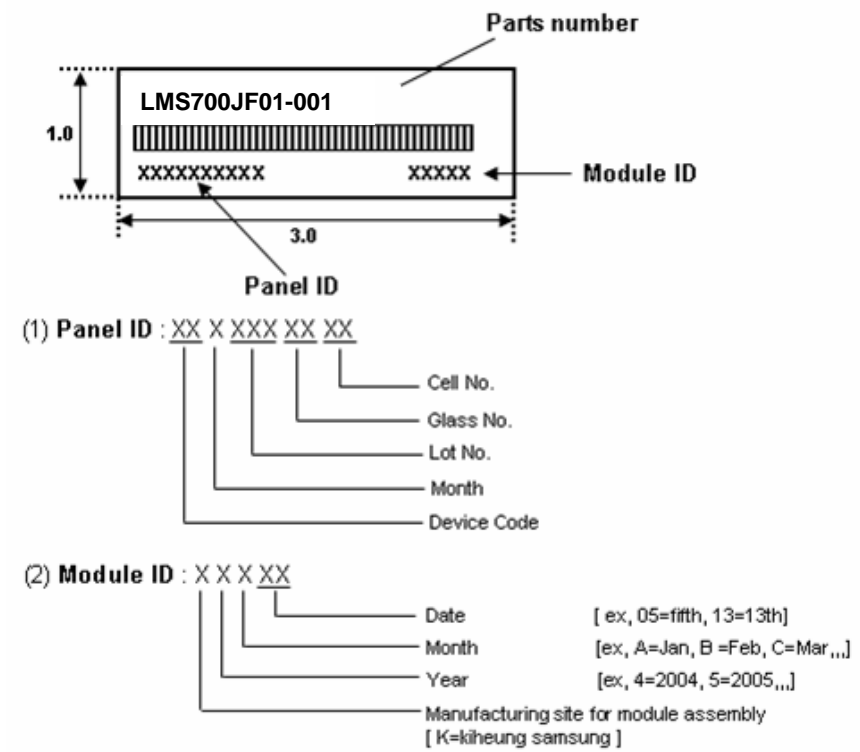 Parts number
LMS700JF01-001
1.0
XXXXXXXXXX XXXXX
Module ID
3.0
Panel ID
(1) Panel ID : XX X XXX XX XX
Cell No.
Glass No.
Lot No.
Month
Device Code
(2) Module ID : X X X XX
Date [ ex, 05=fifth, 13=13th]
Month [ex, A=Jan, B =Feb, C=Mar,,,]
Year [ex, 4=2004, 5=2005,,,]
Manufacturing site for module assembly
[ K=kiheung samsung ]